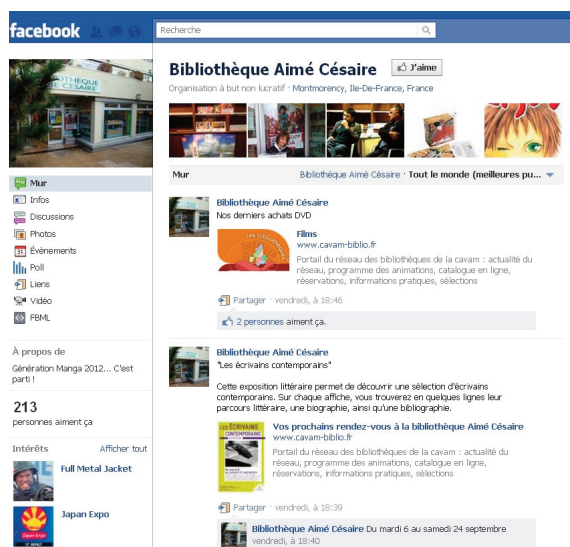 facebook
Recherche
BIBLIOTHEQUE
AIME CESAIRE
Bibliothèque Aimé Césaire
J'aime
Organisation à but non lucratif · Montmorency, Ile-De-France, France
Mur
Bibliothèque Aimé Césaire · Tout le monde (meilleures pu...
Mur
Infos
Discussions
Photos
Événements
Poll
Liens
Vidéo
FBML
À propos de
Génération Manga 2012... C'est
parti !
213
personnes aiment ça
Intérêts
Afficher tout
Full Metal Jacket
Japan Expo
Bibliothèque Aimé Césaire
Nos derniers achats DVD
Les bibliothèques
Films
www.cavam-biblio.fr
Portail du réseau des bibliothèques de la cavam : actualité du
réseau, programme des animations, catalogue en ligne,
réservations, informations pratiques, sélections
Partager · vendredi, à 18:46
2 personnes aiment ça.
Bibliothèque Aimé Césaire
"Les écrivains contemporains"
Cette exposition littéraire permet de découvrir une sélection d'écrivains
contemporains. Sur chaque affiche, vous trouverez en quelques lignes leur
parcours littéraire, une biographie, ainsi qu'une bibliographie.
LES ÉCRIVAINS
CONTEMPORAINS
Vos prochains rendez-vous à la bibliothèque Aimé Césaire
www.cavam-biblio.fr
Portail du réseau des bibliothèques de la cavam : actualité du
réseau, programme des animations, catalogue en ligne,
réservations, informations pratiques, sélections
Partager · vendredi, à 18:39
Bibliothèque Aimé Césaire Du mardi 6 au samedi 24 septembre
vendredi, à 18:40